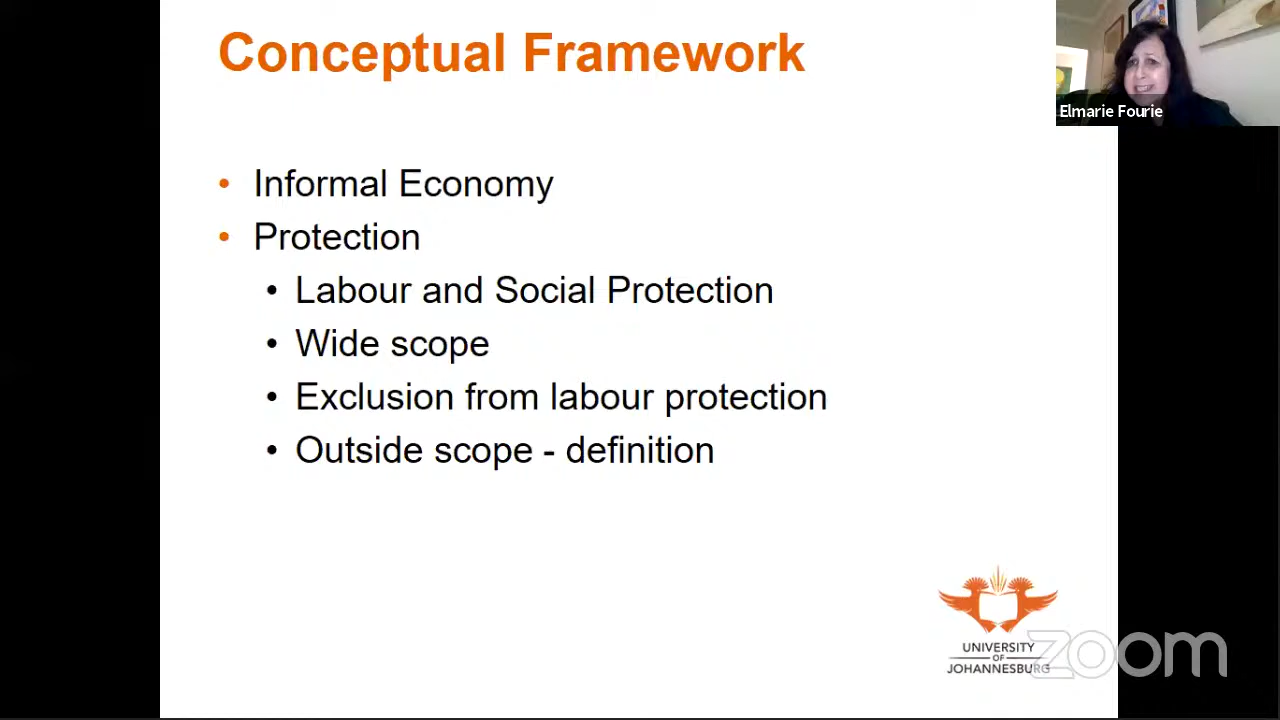 Conceptual Framework
Elmarie Fourie
• Informal Economy
• Protection
• Labour and Social Protection
• Wide scope
• Exclusion from labour protection
• Outside scope - definition
UNIVERSITY
OF
JOHANNESBURG
zoom